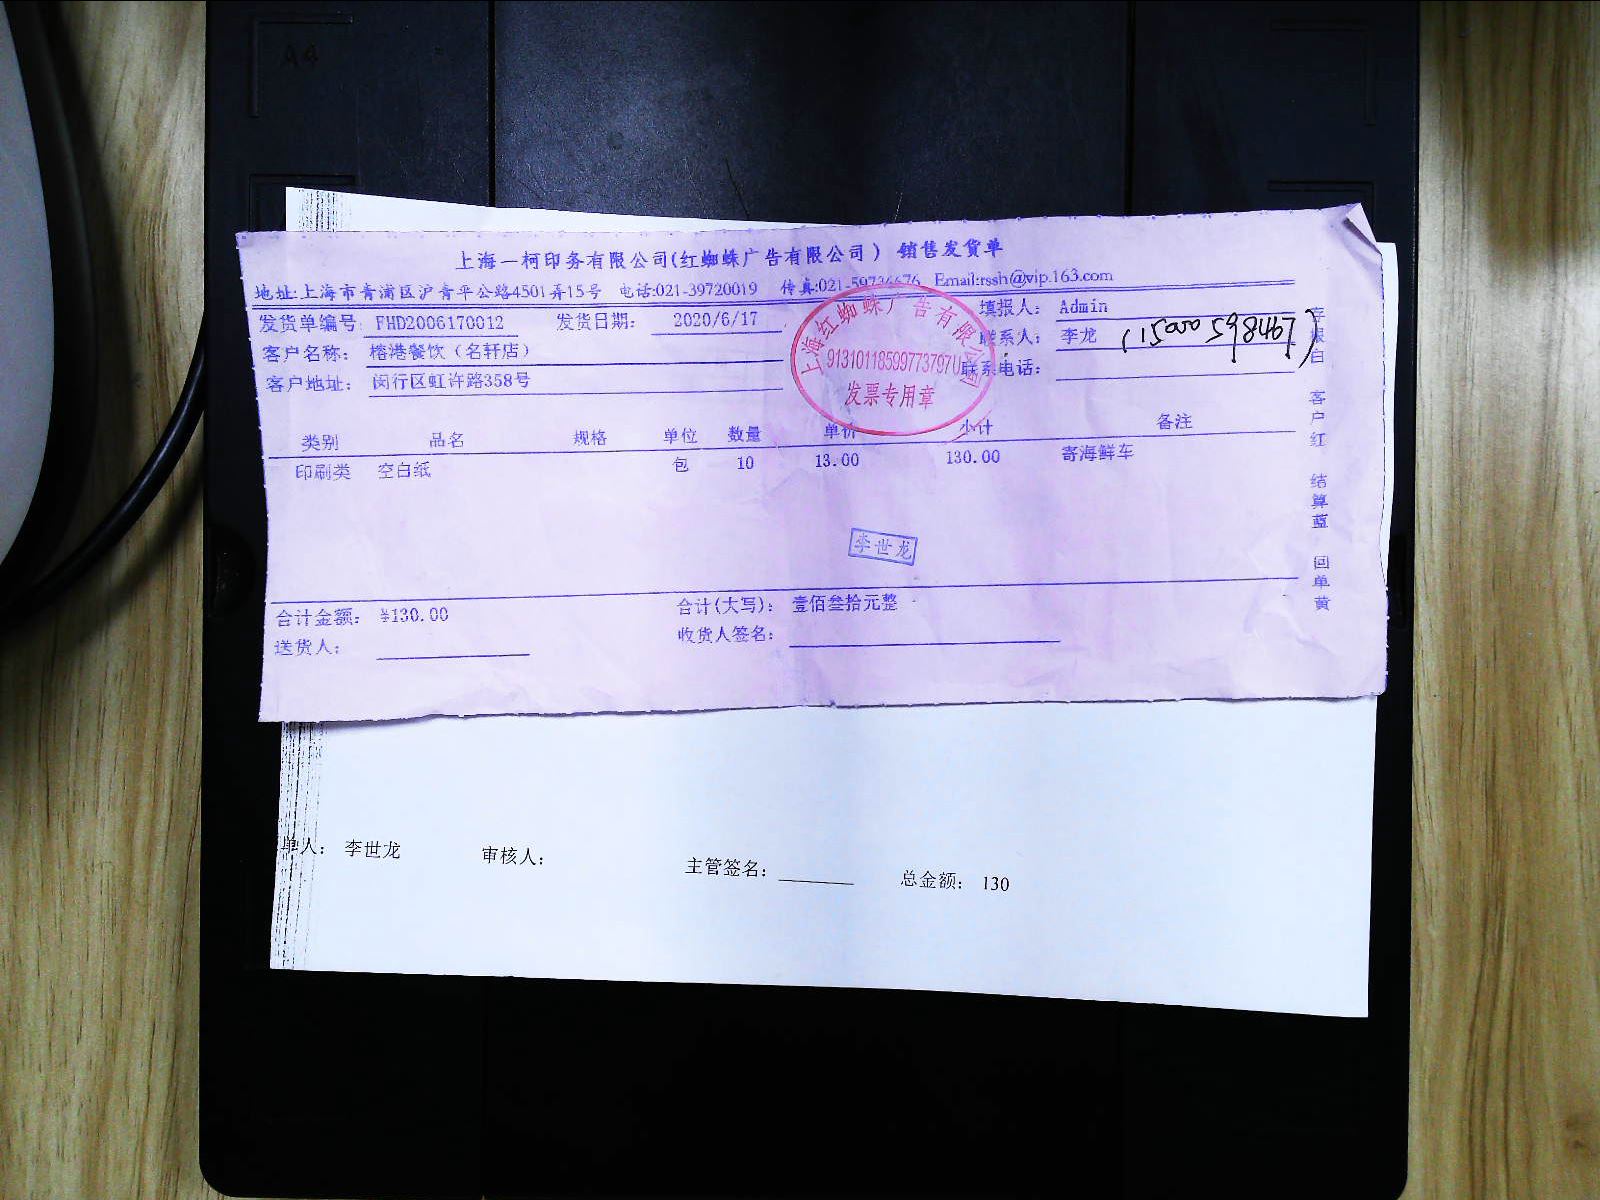 A4
上海一柯印务有限公司(红蜘蛛广告有限公司) 销售发货单
地址:上海市青浦区沪青平公路4501弄15号 电话:021-39720019 传真:021-59736676 Email:rssh@vip.163.com
发货单编号: FHD2006170012 发货日期: 2020/6/17 填报人: Admin
客户名称: 榕港餐饮（名轩店） 联系人: 李龙
客户地址: 闵行区虹许路358号 联系电话:
上海红蜘蛛广告有限公司
91310118599773797U
发票专用章
类别 品名 规格 单位 数量 单价 小计 备注
印刷类 空白纸 包 10 13.00 130.00 寄海鲜车
李世龙
合计金额: ¥130.00 合计(大写): 壹佰叁拾元整
送货人: 收货人签名:
存根白 客户红 结算蓝 回单黄
单人: 李世龙 审核人: 主管签名: 总金额: 130